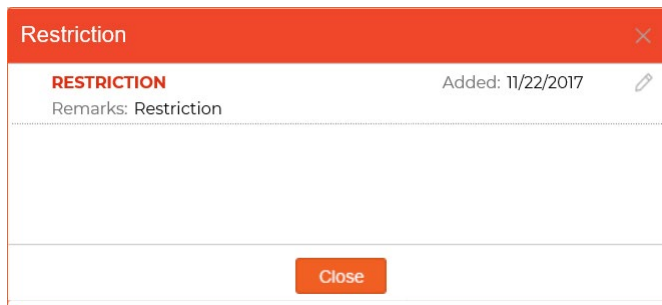 Restriction
RESTRICTION Added: 11/22/2017
Remarks: Restriction
Close